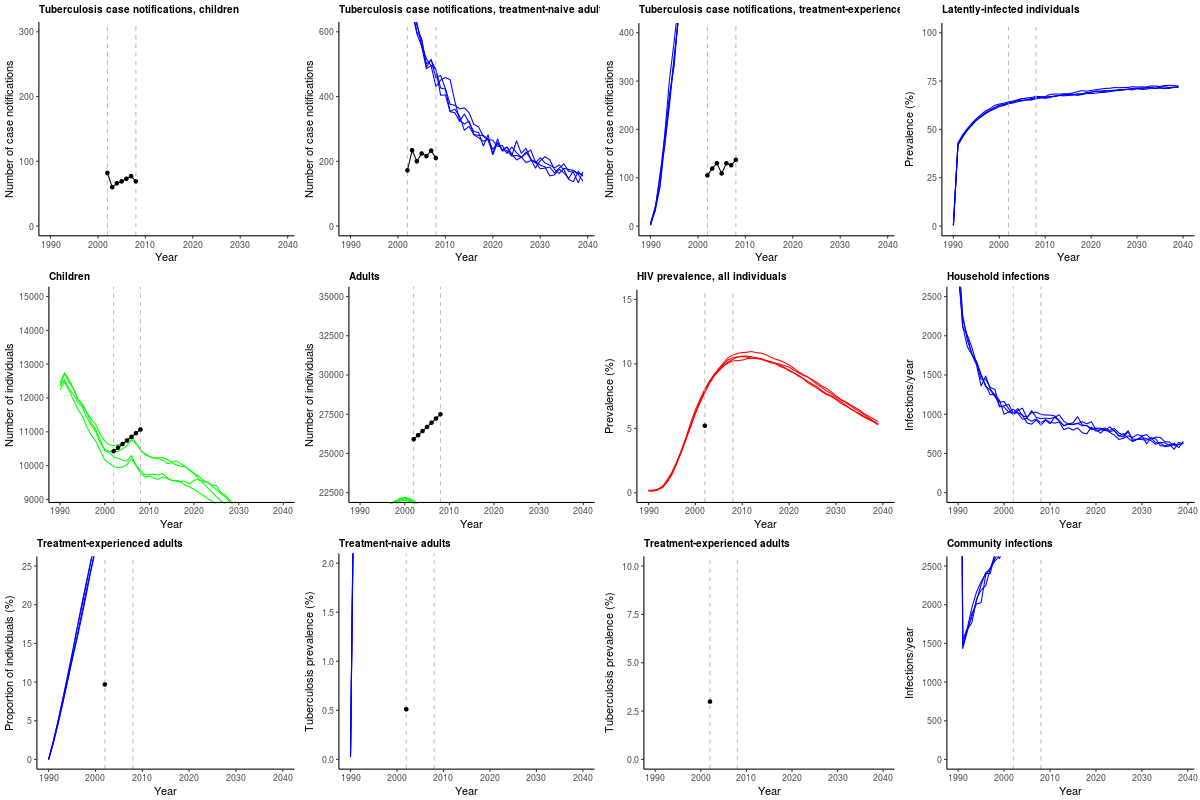 Tuberculosis case notifications, children
Number of case notifications
300
200
100
0
1990 2000 2010 2020 2030 2040
Year
Tuberculosis case notifications, treatment-naive adult
Number of case notifications
600
400
200
0
1990 2000 2010 2020 2030 2040
Year
Tuberculosis case notifications, treatment-experience
Number of case notifications
400
300
200
100
0
1990 2000 2010 2020 2030 2040
Year
Latently-infected individuals
Prevalence (%)
100
75
50
25
0
1990 2000 2010 2020 2030 2040
Year
Children
Number of individuals
15000
14000
13000
12000
11000
10000
9000
1990 2000 2010 2020 2030 2040
Year
Adults
Number of individuals
35000
32500
30000
27500
25000
22500
1990 2000 2010 2020 2030 2040
Year
HIV prevalence, all individuals
Prevalence (%)
15
10
5
0
1990 2000 2010 2020 2030 2040
Year
Household infections
Infections/year
2500
2000
1500
1000
500
0
1990 2000 2010 2020 2030 2040
Year
Treatment-experienced adults
Proportion of individuals (%)
25
20
15
10
5
0
1990 2000 2010 2020 2030 2040
Year
Treatment-naive adults
Tuberculosis prevalence (%)
2.0
1.5
1.0
0.5
0.0
1990 2000 2010 2020 2030 2040
Year
Treatment-experienced adults
Tuberculosis prevalence (%)
10.0
7.5
5.0
2.5
0.0
1990 2000 2010 2020 2030 2040
Year
Community infections
Infections/year
2500
2000
1500
1000
500
0
1990 2000 2010 2020 2030 2040
Year